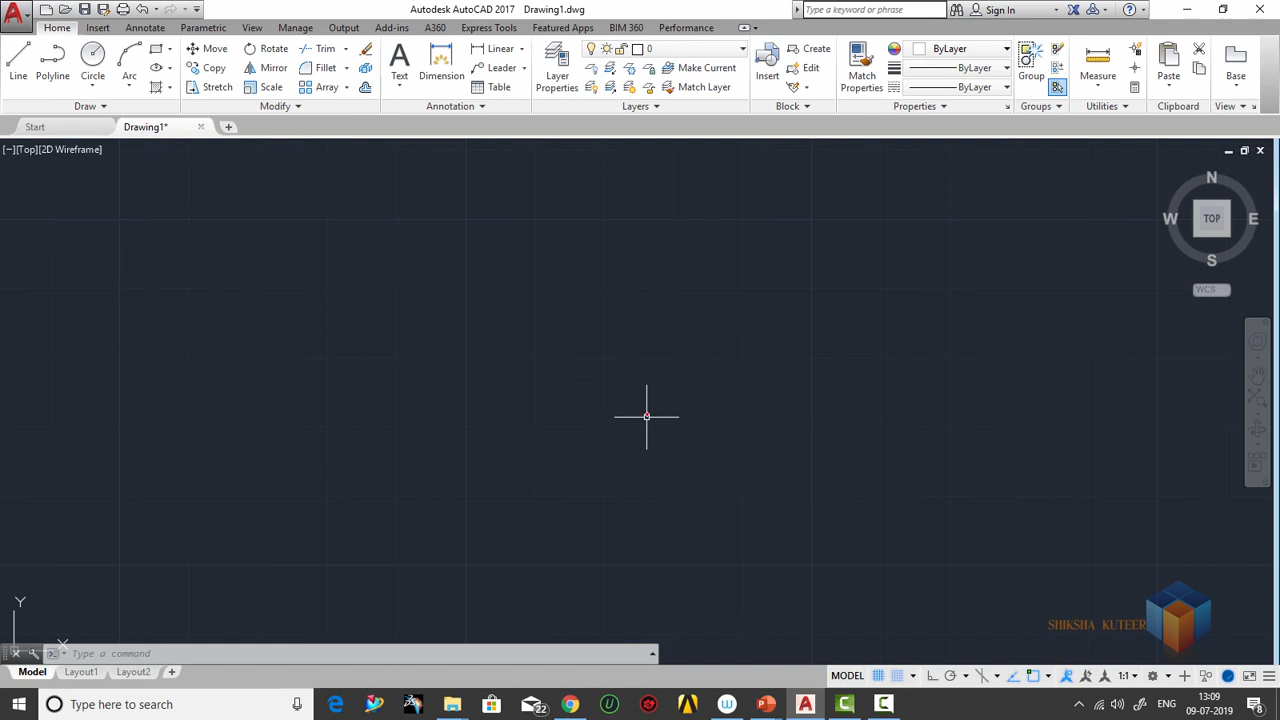 Autodesk AutoCAD 2017 Drawing1.dwg
Type a keyword or phrase
Sign In
Home Insert Annotate Parametric View Manage Output Add-ins A360 Express Tools Featured Apps BIM 360 Performance
Line Polyline Circle Arc
Move Rotate Trim
Copy Mirror Fillet
Stretch Scale Array
Text Dimension
Linear
Leader
Table
Layer Properties
0
Make Current
Match Layer
Insert
Create
Edit
Match Properties
ByLayer
ByLayer
ByLayer
Group
Measure
Paste
Base
Draw Modify Annotation Layers Block Properties Groups Utilities Clipboard View
Start Drawing1*
[−][Top][2D Wireframe]
N
W TOP E
S
WCS
Y
X
SHIKSHA KUTEER
Type a command
Model Layout1 Layout2
MODEL 1:1
Type here to search
22
13:09
09-07-2019
8